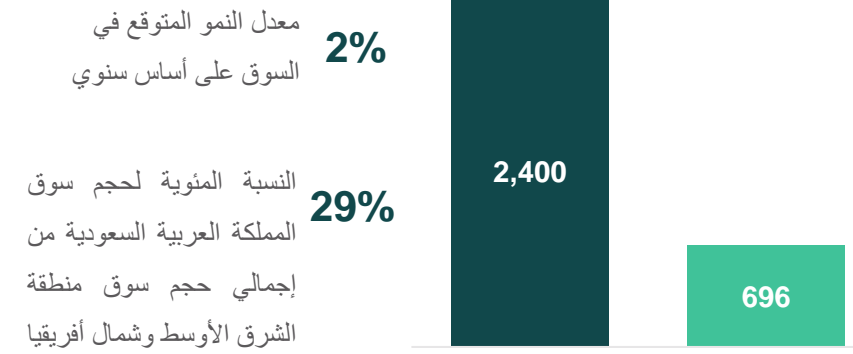 معدل النمو المتوقع في
السوق على أساس سنوي
2%
النسبة المئوية لحجم سوق
المملكة العربية السعودية من
إجمالي حجم سوق منطقة
الشرق الأوسط وشمال أفريقيا
29%
2,400
696